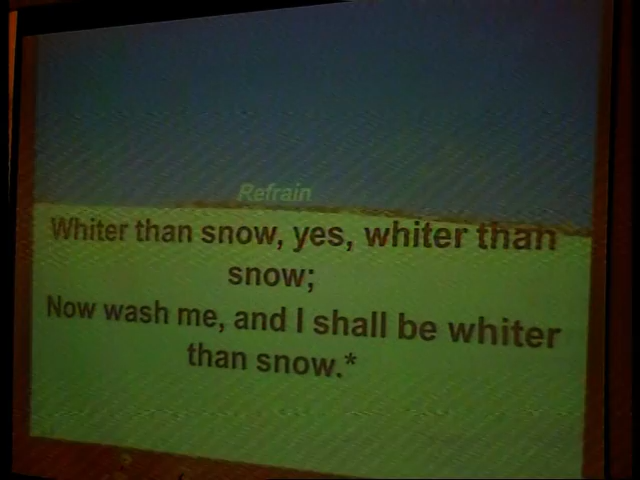 Refrain
Whiter than snow, yes, whiter than
snow;
Now wash me, and I shall be whiter
than snow.*